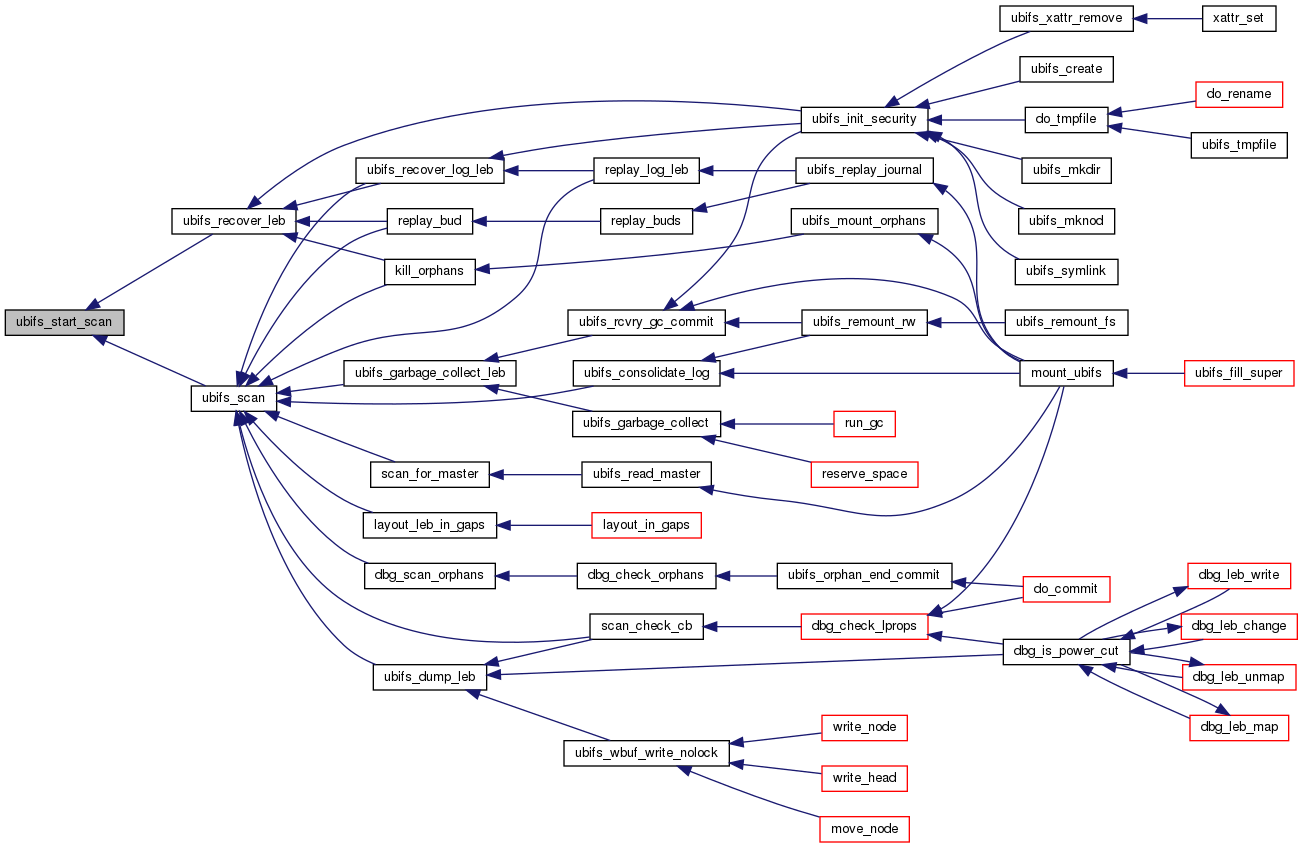 ubifs_xattr_remove
xattr_set
ubifs_create
do_rename
ubifs_init_security
do_tmpfile
ubifs_tmpfile
ubifs_recover_log_leb
replay_log_leb
ubifs_replay_journal
ubifs_mkdir
ubifs_recover_leb
replay_bud
replay_buds
ubifs_mount_orphans
ubifs_mknod
kill_orphans
ubifs_symlink
ubifs_start_scan
ubifs_rcvry_gc_commit
ubifs_remount_rw
ubifs_remount_fs
ubifs_garbage_collect_leb
ubifs_consolidate_log
mount_ubifs
ubifs_fill_super
ubifs_scan
ubifs_garbage_collect
run_gc
scan_for_master
ubifs_read_master
reserve_space
layout_leb_in_gaps
layout_in_gaps
dbg_scan_orphans
dbg_check_orphans
ubifs_orphan_end_commit
dbg_leb_write
do_commit
scan_check_cb
dbg_check_lprops
dbg_leb_change
dbg_is_power_cut
ubifs_dump_leb
dbg_leb_unmap
write_node
dbg_leb_map
ubifs_wbuf_write_nolock
write_head
move_node